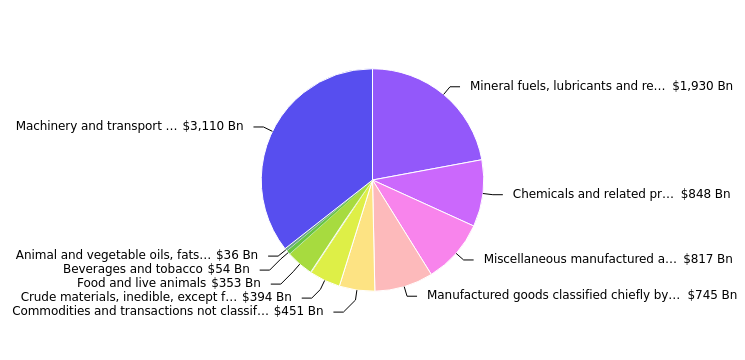 Mineral fuels, lubricants and re... $1,930 Bn
Machinery and transport ... $3,110 Bn
Chemicals and related pr... $848 Bn
Animal and vegetable oils, fats... $36 Bn
Miscellaneous manufactured a... $817 Bn
Beverages and tobacco $54 Bn
Food and live animals $353 Bn
Crude materials, inedible, except f... $394 Bn
Manufactured goods classified chiefly by... $745 Bn
Commodities and transactions not classif... $451 Bn